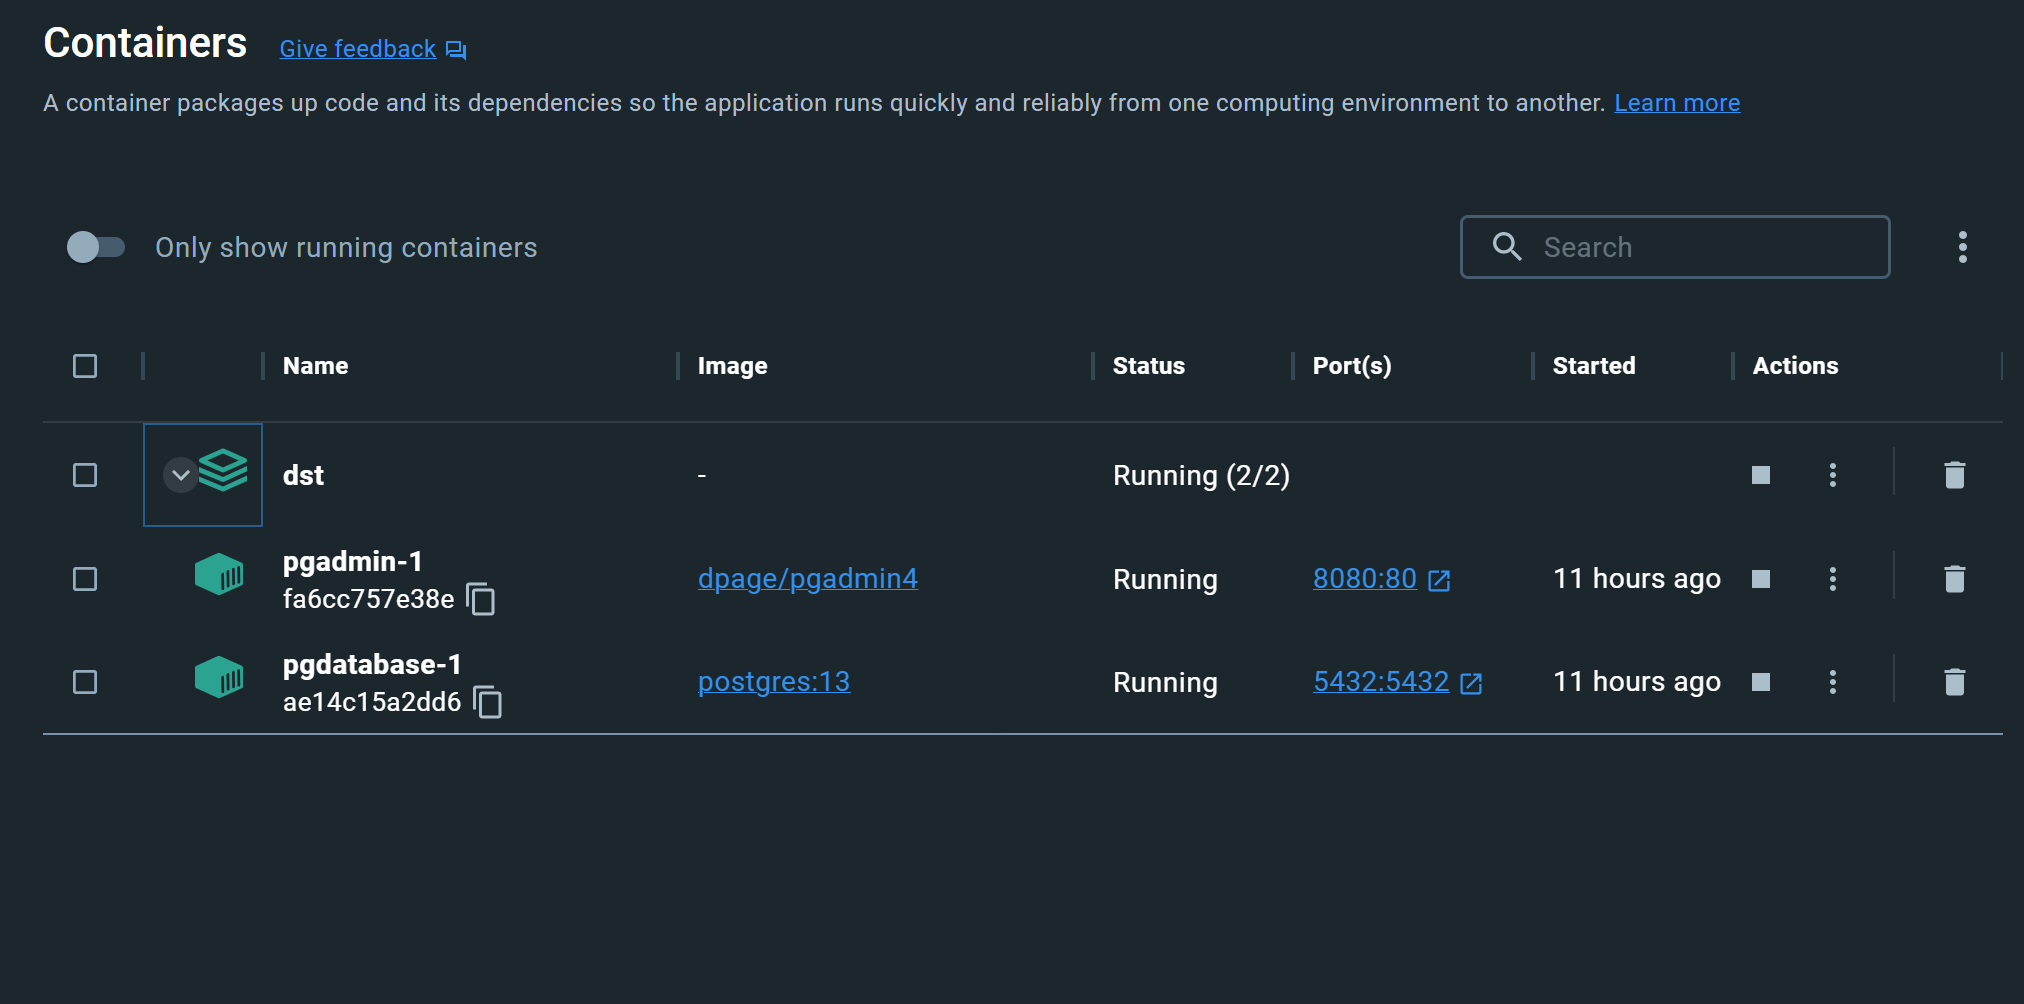 Containers Give feedback
A container packages up code and its dependencies so the application runs quickly and reliably from one computing environment to another. Learn more
Only show running containers Search
Name Image Status Port(s) Started Actions
dst - Running (2/2)
pgadmin-1
fa6cc757e38e dpage/pgadmin4 Running 8080:80 11 hours ago
pgdatabase-1
ae14c15a2dd6 postgres:13 Running 5432:5432 11 hours ago